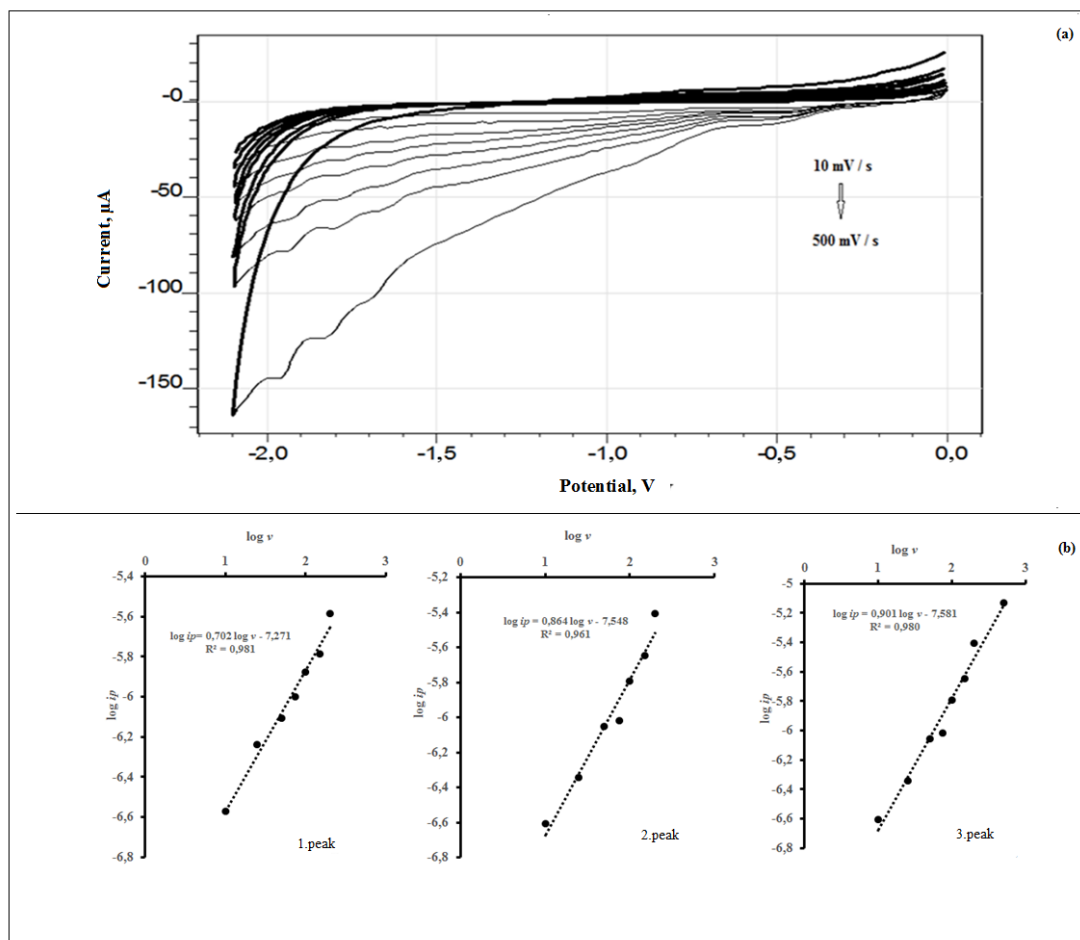 (a)
-0
-50
-100
-150
Current, µA
10 mV / s
500 mV / s
-2,0 -1,5 -1,0 -0,5 0,0
Potential, V
(b)
log v
0 1 2 3
-5,4
-5,6
-5,8
-6
-6,2
-6,4
-6,6
-6,8
log ip
log ip= 0,702 log v - 7,271
R² = 0,981
1.peak
log v
0 1 2 3
-5,2
-5,4
-5,6
-5,8
-6
-6,2
-6,4
-6,6
-6,8
log ip
log ip = 0,864 log v - 7,548
R² = 0,961
2.peak
log v
0 1 2 3
-5
-5,2
-5,4
-5,6
-5,8
-6
-6,2
-6,4
-6,6
-6,8
log ip
log ip = 0,901 log v - 7,581
R² = 0,980
3.peak